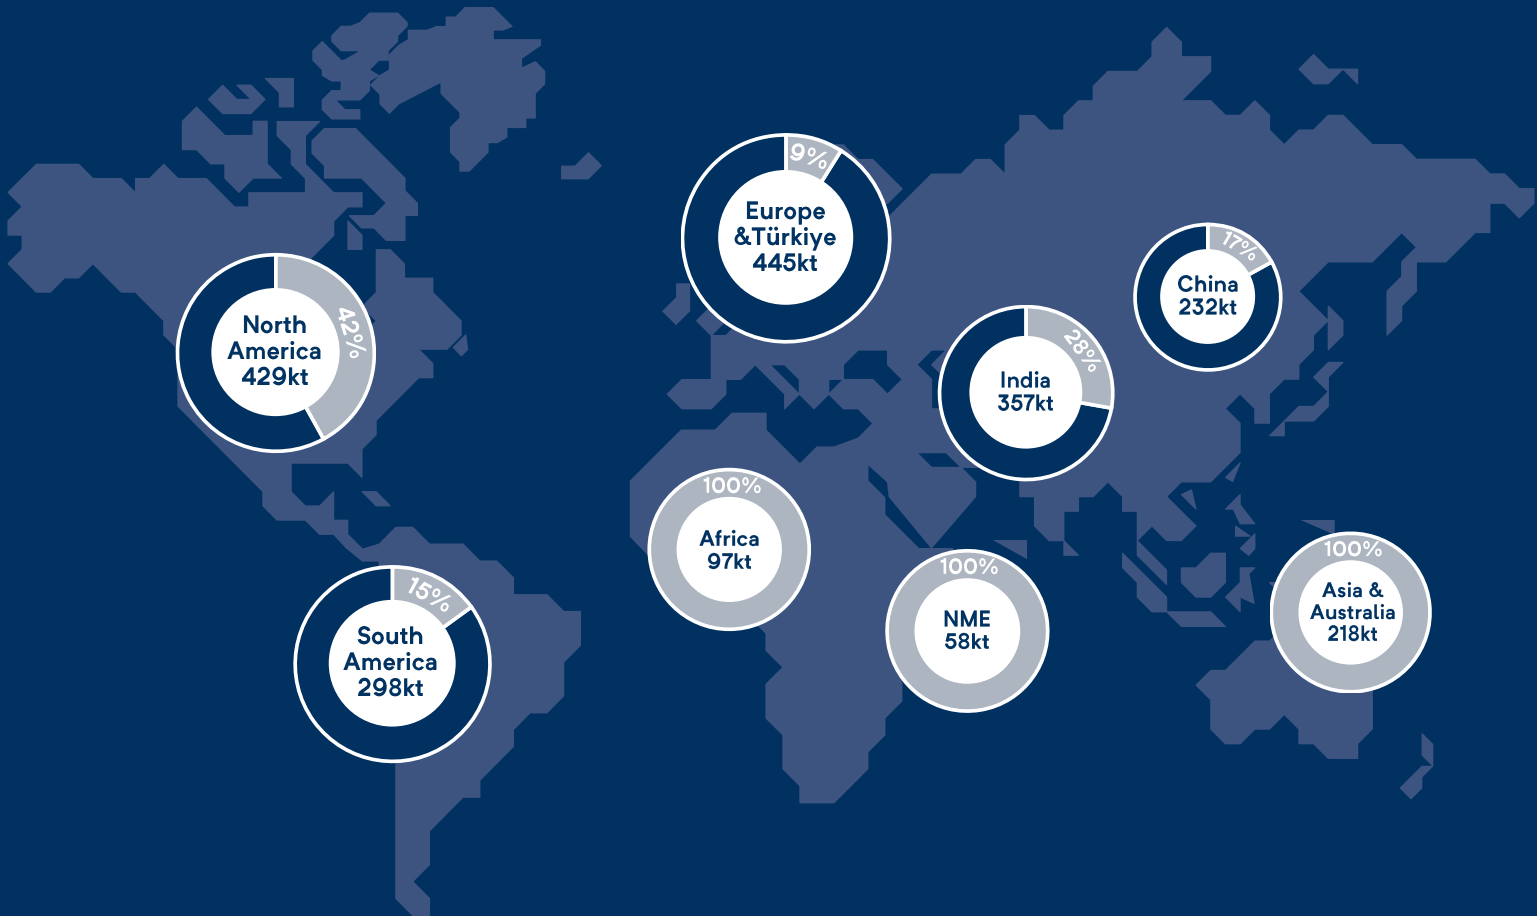 9%
Europe
&Türkiye
445kt
17%
China
232kt
42%
North
America
429kt
28%
India
357kt
100%
Africa
97kt
100%
NME
58kt
100%
Asia &
Australia
218kt
15%
South
America
298kt